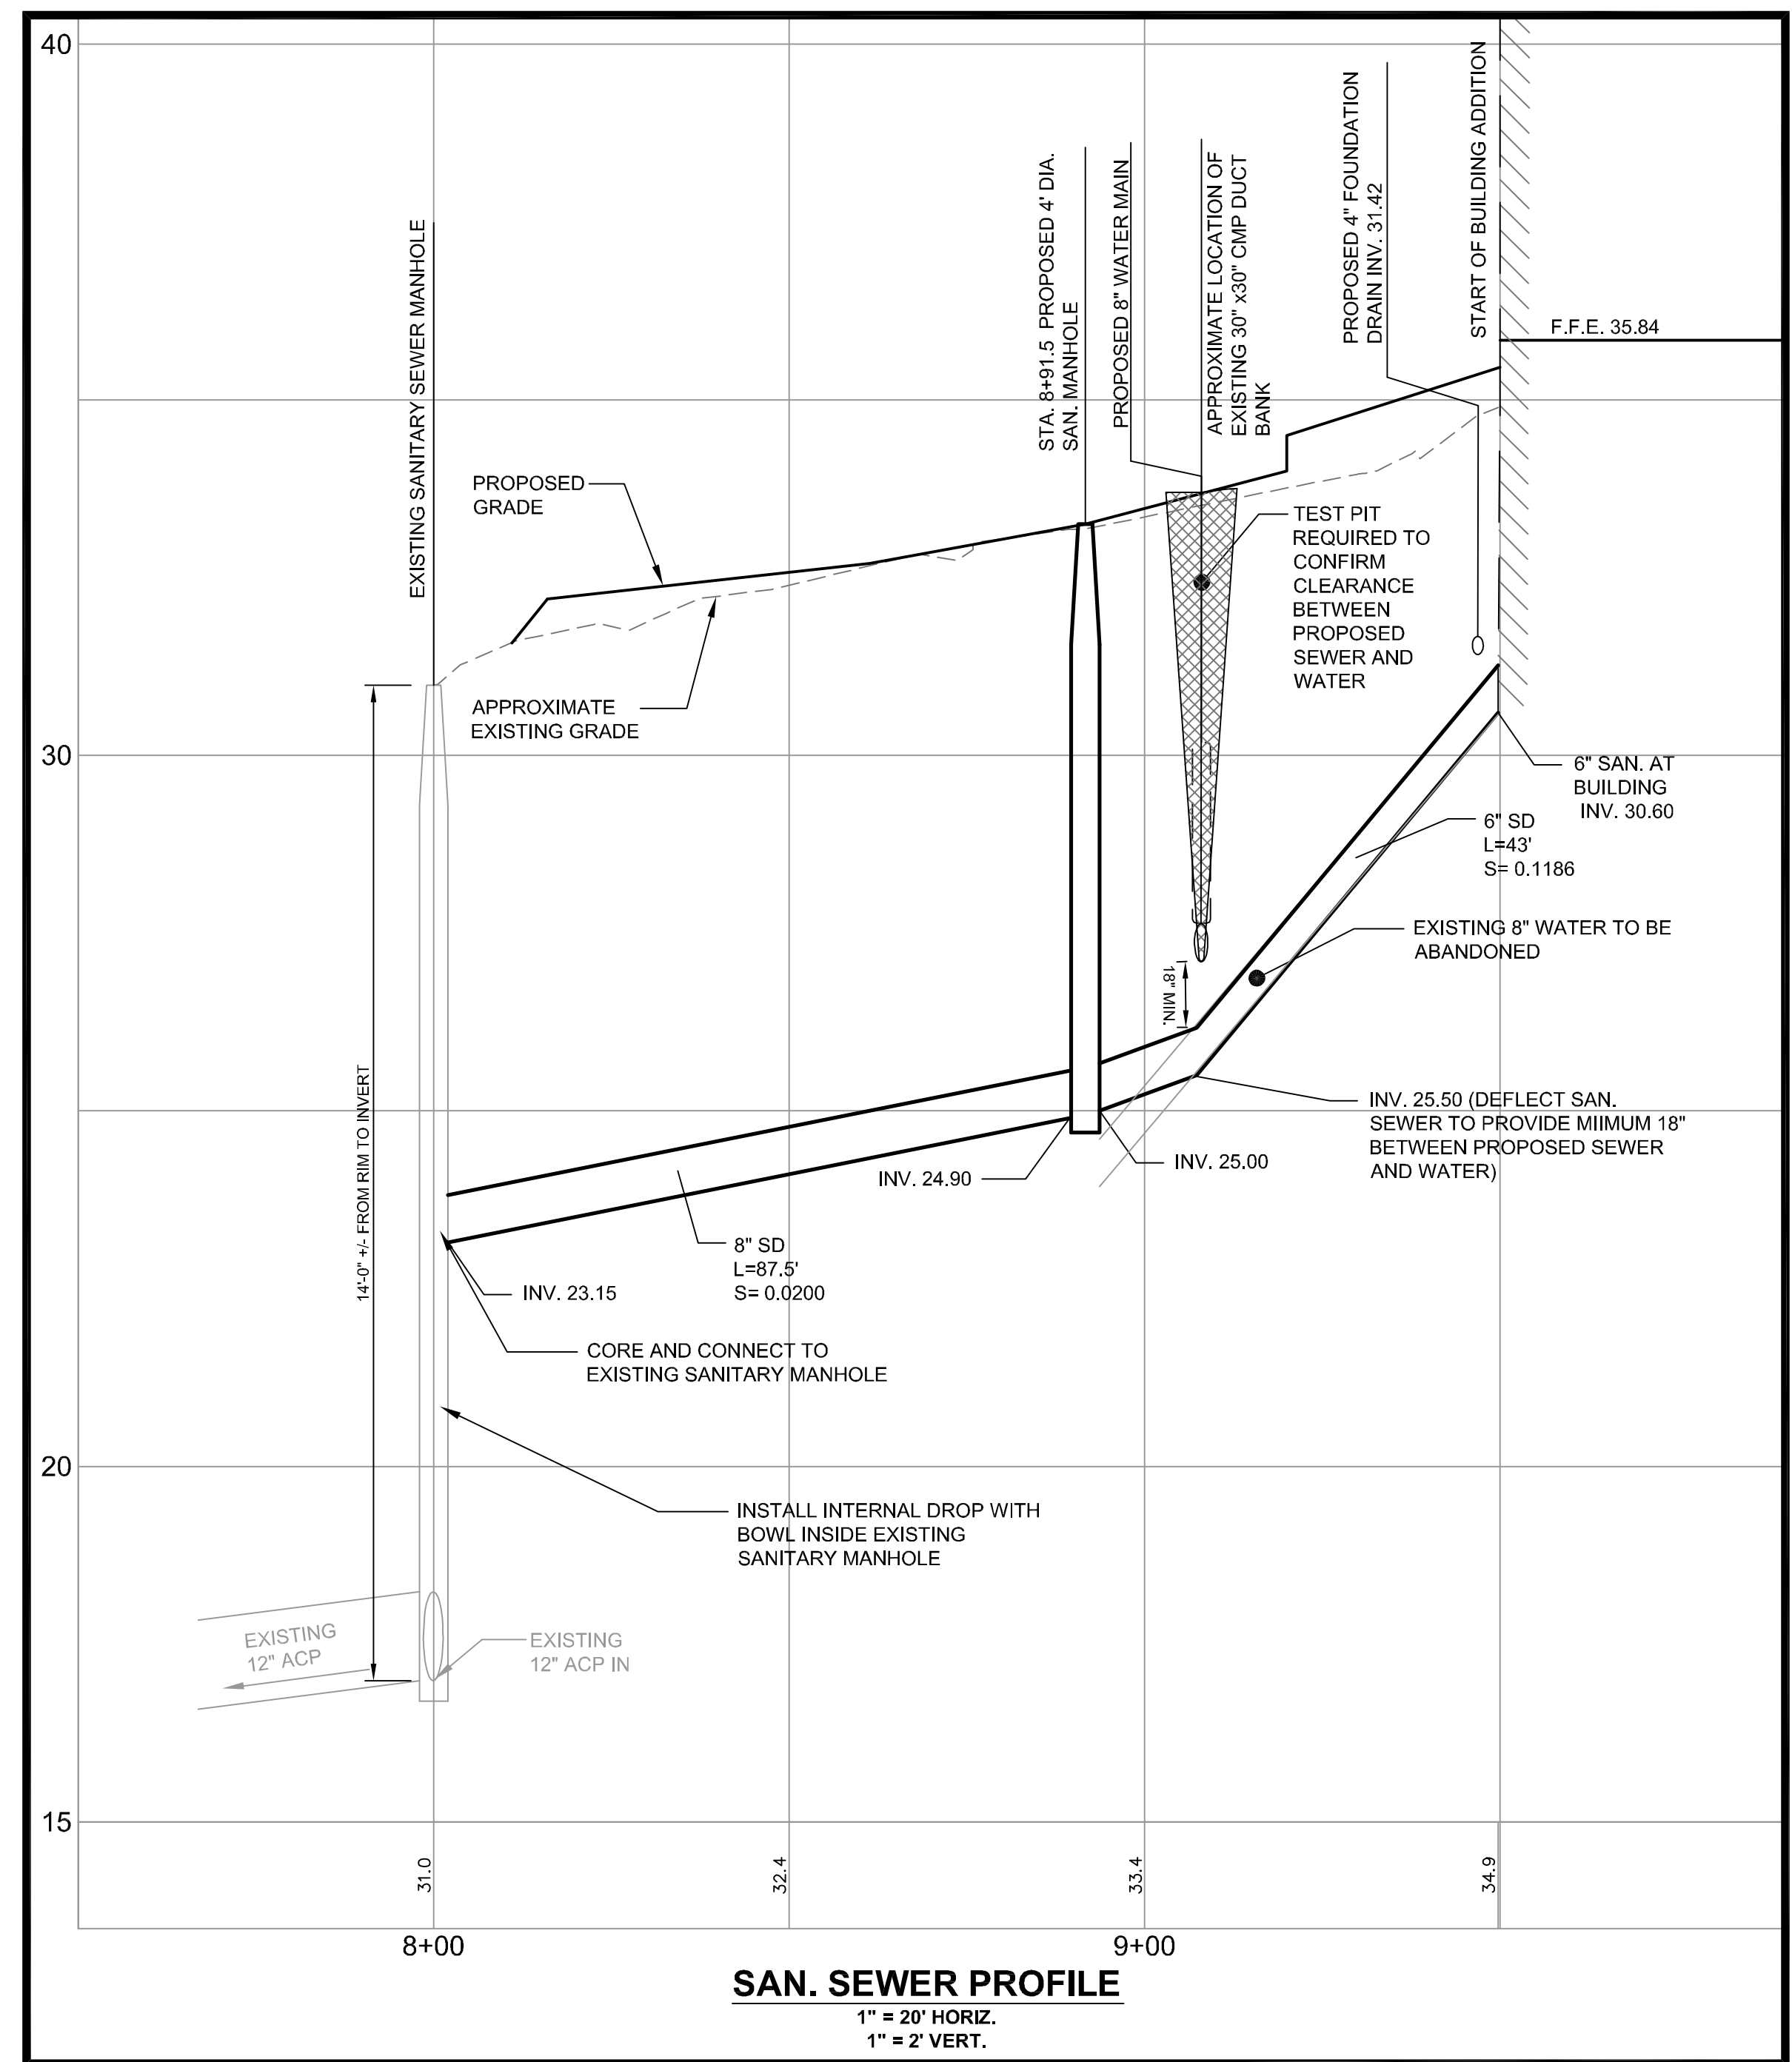 40
30
20
15
EXISTING SANITARY SEWER MANHOLE
STA. 8+91.5 PROPOSED 4' DIA.
SAN. MANHOLE
PROPOSED 8" WATER MAIN
APPROXIMATE LOCATION OF
EXISTING 30" x30" CMP DUCT
BANK
PROPOSED 4" FOUNDATION
DRAIN INV. 31.42
START OF BUILDING ADDITION
F.F.E. 35.84
PROPOSED
GRADE
TEST PIT
REQUIRED TO
CONFIRM
CLEARANCE
BETWEEN
PROPOSED
SEWER AND
WATER
APPROXIMATE
EXISTING GRADE
6" SAN. AT
BUILDING
INV. 30.60
6" SD
L=43'
S= 0.1186
EXISTING 8" WATER TO BE
ABANDONED
18" MIN.
14'-0" +/- FROM RIM TO INVERT
INV. 25.50 (DEFLECT SAN.
SEWER TO PROVIDE MIIMUM 18"
BETWEEN PROPOSED SEWER
AND WATER)
INV. 24.90
INV. 25.00
8" SD
L=87.5'
S= 0.0200
INV. 23.15
CORE AND CONNECT TO
EXISTING SANITARY MANHOLE
INSTALL INTERNAL DROP WITH
BOWL INSIDE EXISTING
SANITARY MANHOLE
EXISTING
12" ACP
EXISTING
12" ACP IN
31.0
32.4
33.4
34.9
8+00
9+00
SAN. SEWER PROFILE
1" = 20' HORIZ.
1" = 2' VERT.